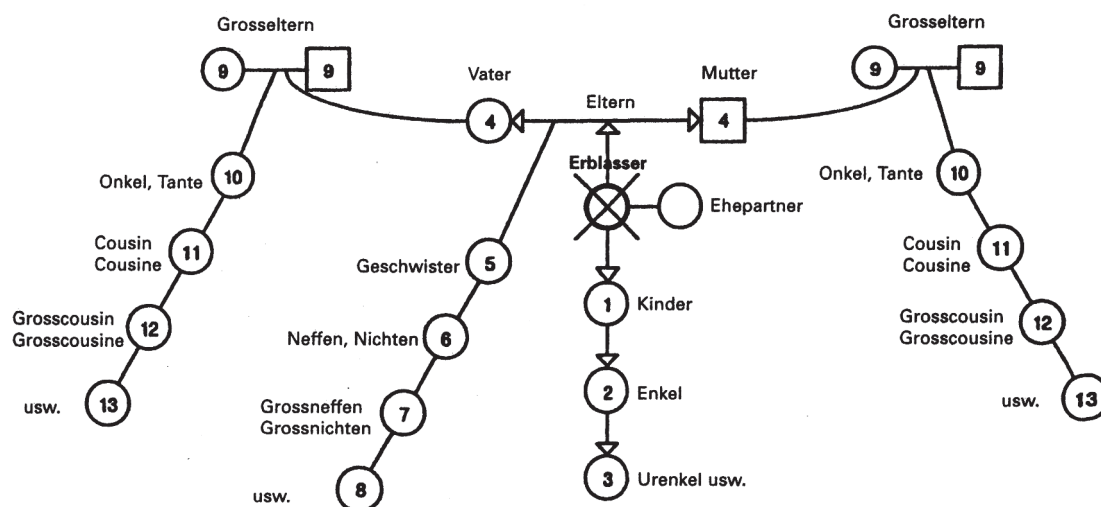 Grosseltern
Grosseltern
9
9
Vater
Mutter
9
9
Eltern
4
4
Erblasser
Onkel, Tante
10
Onkel, Tante
10
Ehepartner
Cousin
Cousine
11
Geschwister
5
Cousin
Cousine
11
1
Kinder
Grosscousin
Grosscousine
12
Neffen, Nichten
6
Grosscousin
Grosscousine
12
2
Enkel
usw.
13
Grossneffen
Grossnichten
7
usw.
13
3
Urenkel usw.
usw.
8